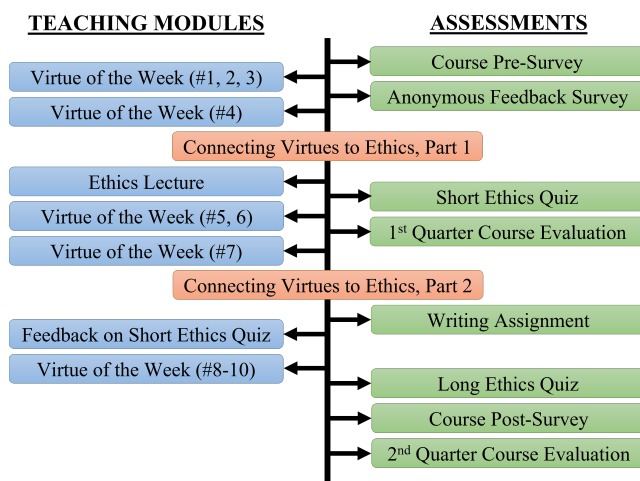 TEACHING MODULES
ASSESSMENTS
Course Pre-Survey
Virtue of the Week (#1, 2, 3)
Anonymous Feedback Survey
Virtue of the Week (#4)
Connecting Virtues to Ethics, Part 1
Ethics Lecture
Short Ethics Quiz
Virtue of the Week (#5, 6)
1st Quarter Course Evaluation
Virtue of the Week (#7)
Connecting Virtues to Ethics, Part 2
Writing Assignment
Feedback on Short Ethics Quiz
Virtue of the Week (#8-10)
Long Ethics Quiz
Course Post-Survey
2nd Quarter Course Evaluation